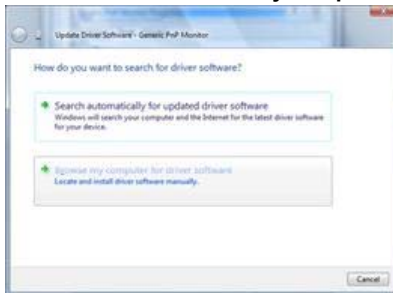 Update Driver Software - Generic PnP Monitor
How do you want to search for driver software?
Search automatically for updated driver software
Windows will search your computer and the Internet for the latest driver software
for your device.
Browse my computer for driver software
Locate and install driver software manually.
Cancel